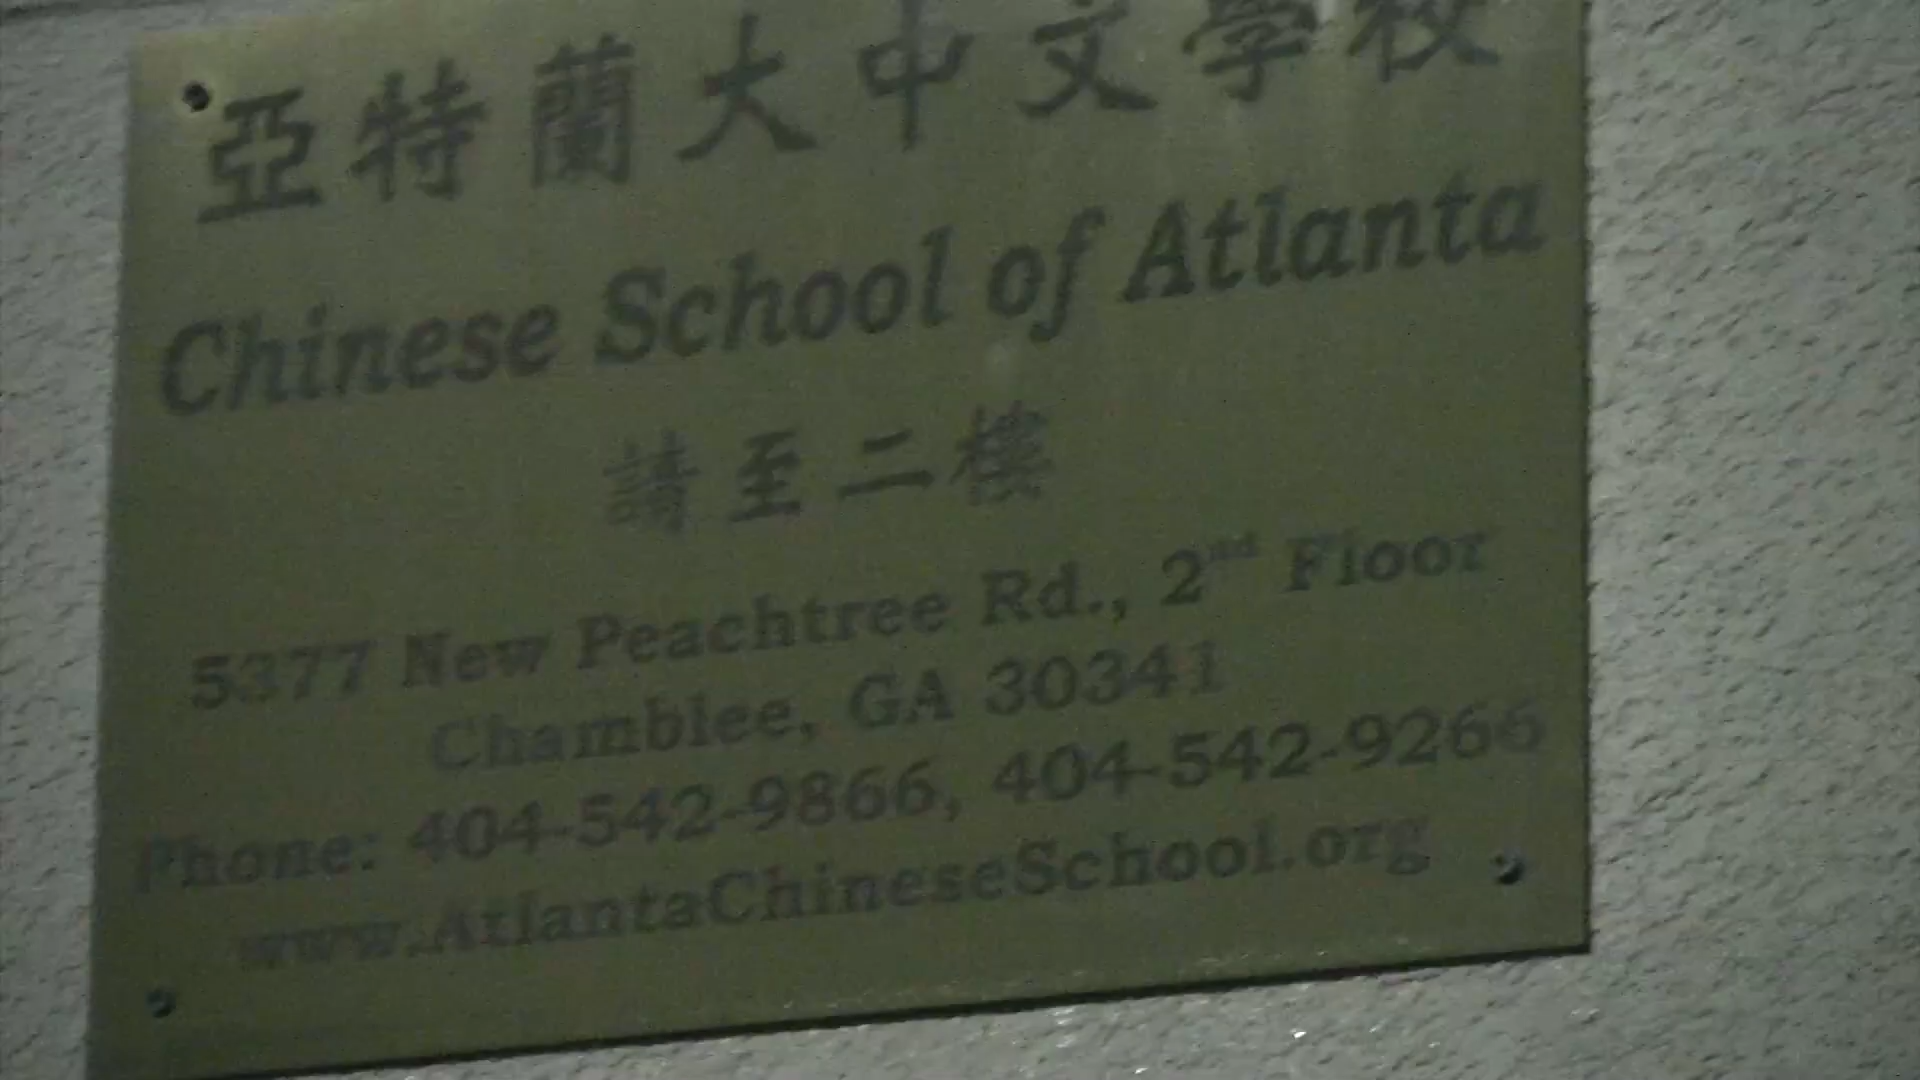 亞特蘭大中文學校
Chinese School of Atlanta
請至二樓
5377 New Peachtree Rd., 2nd Floor
Chamblee, GA 30341
Phone: 404-542-9866, 404-542-9266
www.AtlantaChineseSchool.org